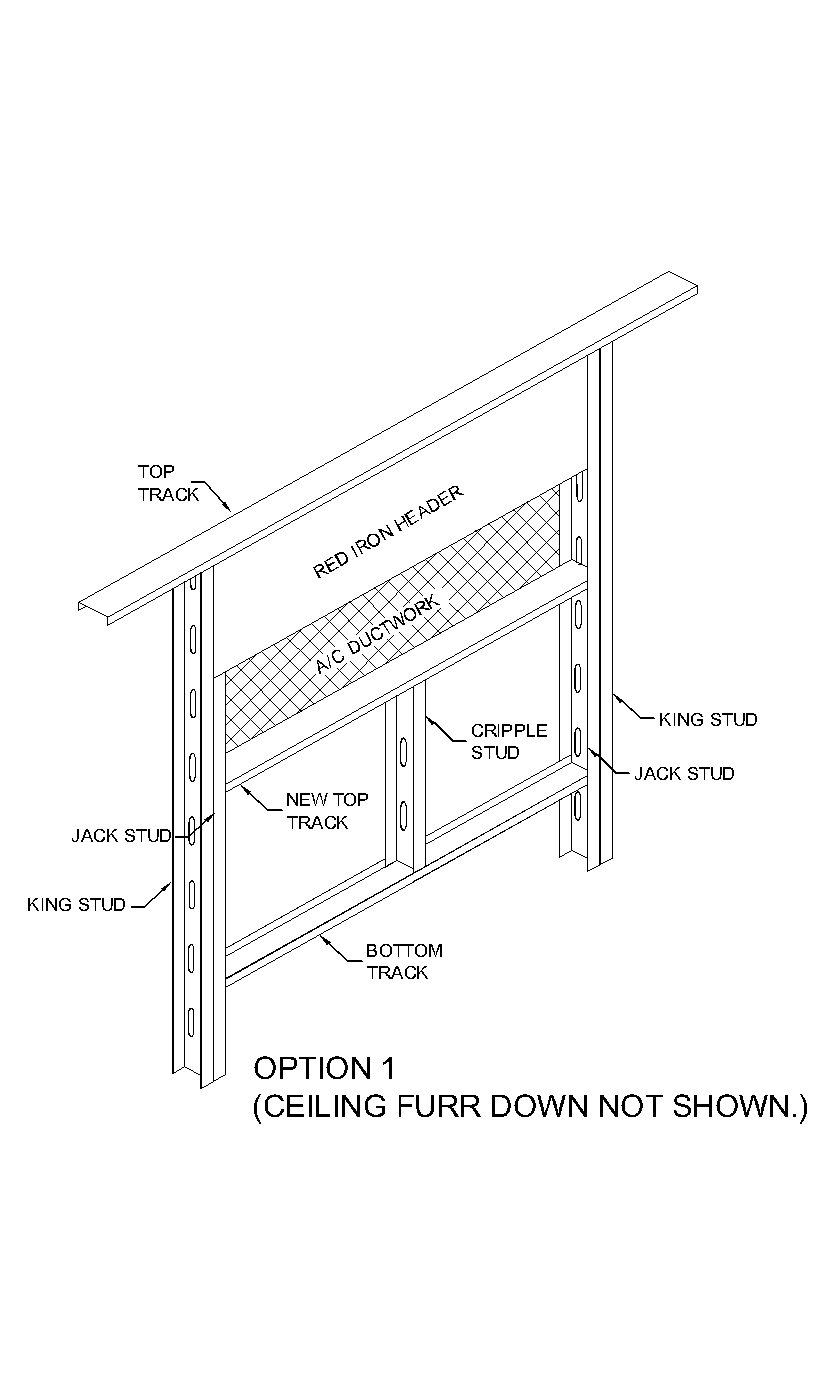 TOP
TRACK
RED IRON HEADER
A/C DUCTWORK
KING STUD
CRIPPLE
STUD
JACK STUD
NEW TOP
TRACK
JACK STUD
KING STUD
BOTTOM
TRACK
OPTION 1
(CEILING FURR DOWN NOT SHOWN.)